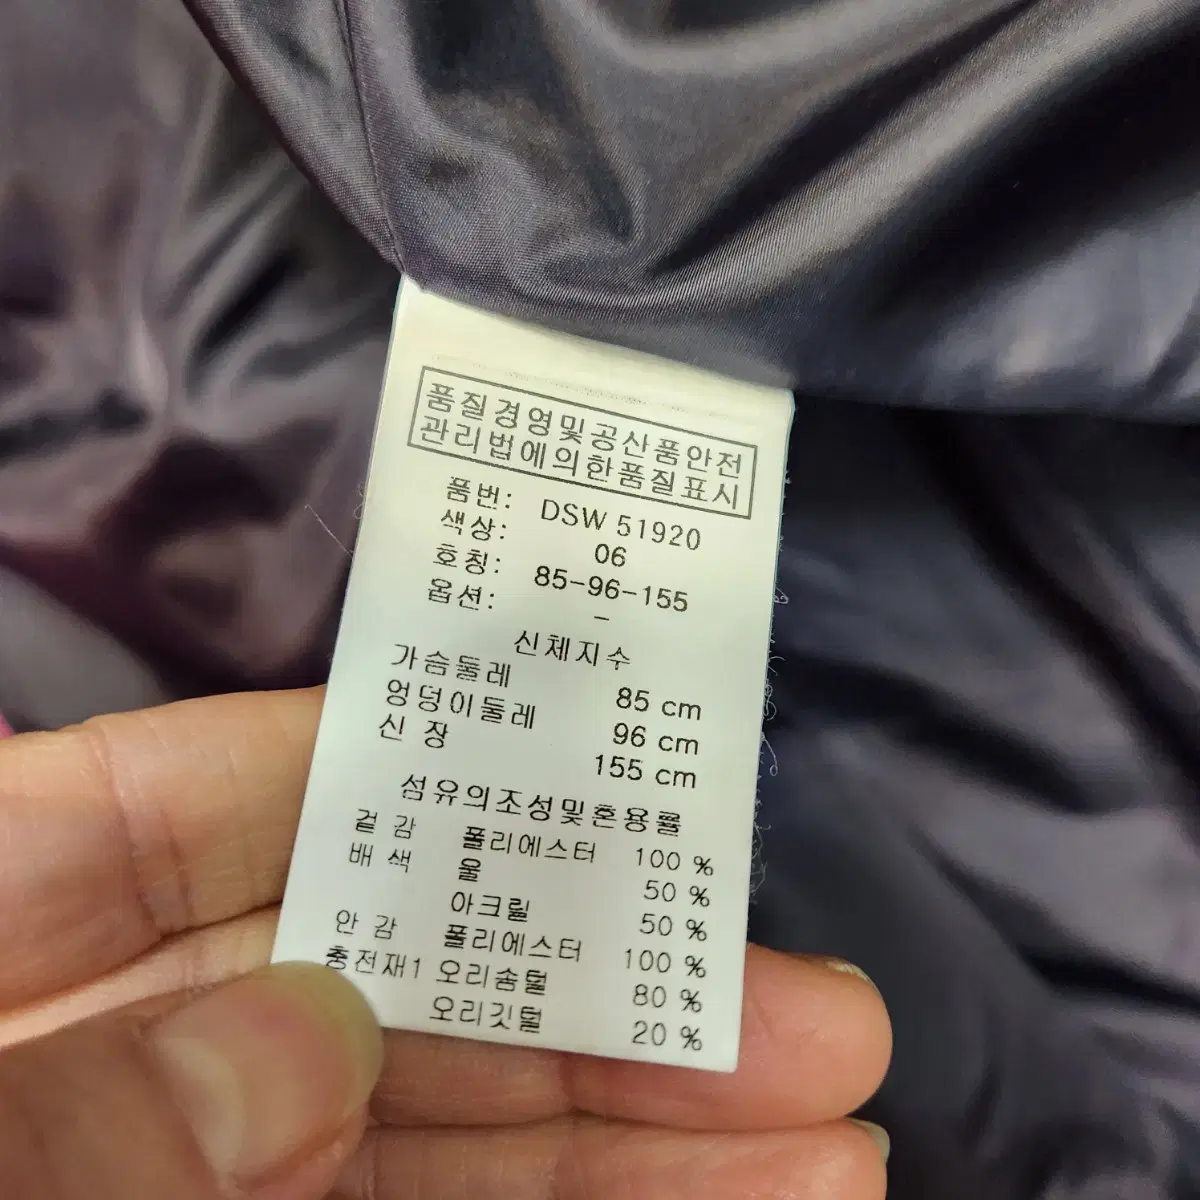 품질경영및공산품안전
관리법에의한품질표시
품번: DSW 51920
색상: 06
호칭: 85-96-155
옵션: -
신체지수
가슴둘레 85 cm
엉덩이둘레 96 cm
신 장 155 cm
섬유의조성및혼용률
겉 감 폴리에스터 100 %
배 색 울 50 %
아크릴 50 %
안 감 폴리에스터 100 %
충전재1 오리솜털 80 %
오리깃털 20 %